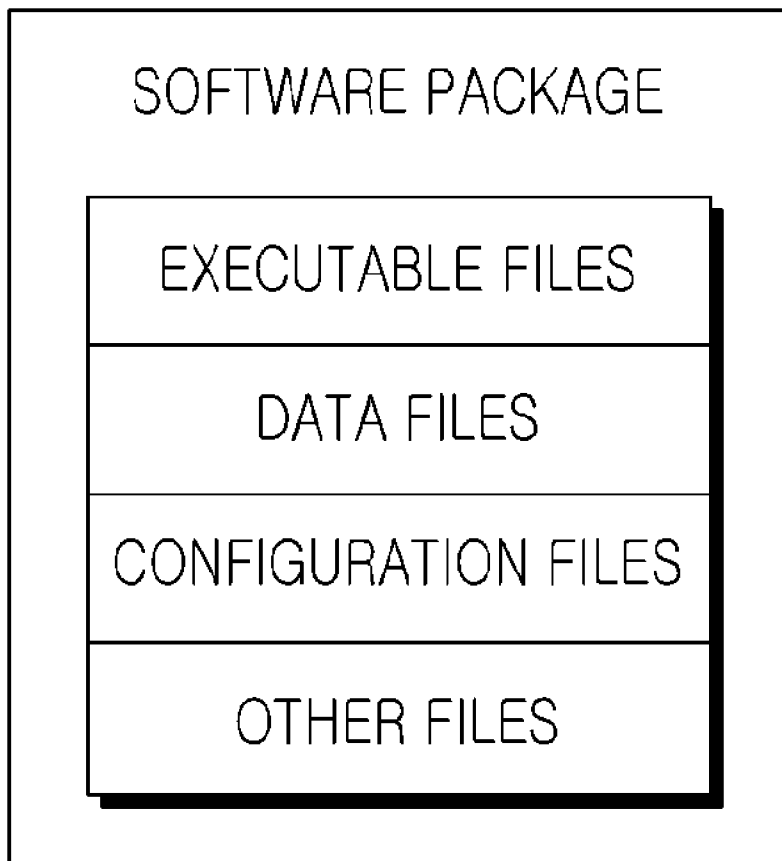 SOFTWARE PACKAGE
EXECUTABLE FILES
DATA FILES
CONFIGURATION FILES
OTHER FILES